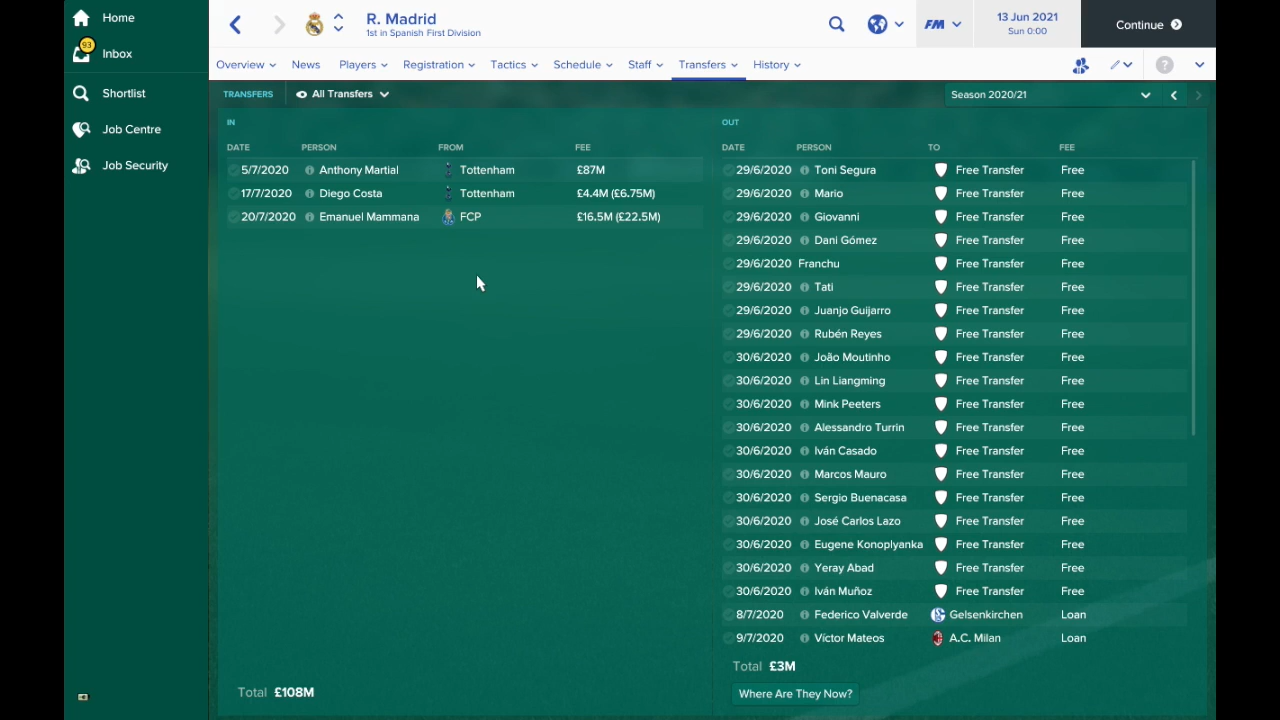 Home
R. Madrid
1st in Spanish First Division
FM
13 Jun 2021
Sun 0:00
Continue
93
Inbox
Overview News Players Registration Tactics Schedule Staff Transfers History
?
Shortlist
Job Centre
Job Security
TRANSFERS All Transfers
Season 2020/21
IN
DATE PERSON FROM FEE
5/7/2020 Anthony Martial Tottenham £87M
17/7/2020 Diego Costa Tottenham £4.4M (£6.75M)
20/7/2020 Emanuel Mammana FCP £16.5M (£22.5M)
Total £108M
OUT
DATE PERSON TO FEE
29/6/2020 Toni Segura Free Transfer Free
29/6/2020 Mario Free Transfer Free
29/6/2020 Giovanni Free Transfer Free
29/6/2020 Dani Gómez Free Transfer Free
29/6/2020 Franchu Free Transfer Free
29/6/2020 Tati Free Transfer Free
29/6/2020 Juanjo Guijarro Free Transfer Free
29/6/2020 Rubén Reyes Free Transfer Free
30/6/2020 João Moutinho Free Transfer Free
30/6/2020 Lin Liangming Free Transfer Free
30/6/2020 Mink Peeters Free Transfer Free
30/6/2020 Alessandro Turrin Free Transfer Free
30/6/2020 Iván Casado Free Transfer Free
30/6/2020 Marcos Mauro Free Transfer Free
30/6/2020 Sergio Buenacasa Free Transfer Free
30/6/2020 José Carlos Lazo Free Transfer Free
30/6/2020 Eugene Konoplyanka Free Transfer Free
30/6/2020 Yeray Abad Free Transfer Free
30/6/2020 Iván Muñoz Free Transfer Free
8/7/2020 Federico Valverde Gelsenkirchen Loan
9/7/2020 Víctor Mateos A.C. Milan Loan
Total £3M
Where Are They Now?